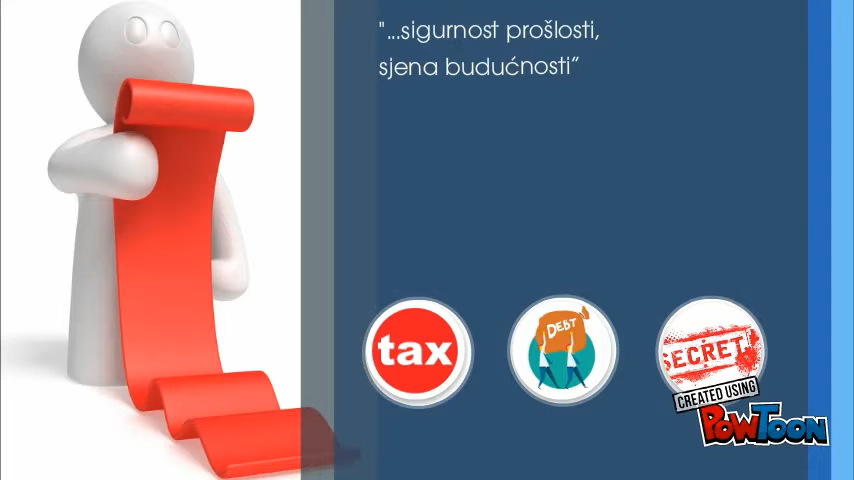 "...sigurnost prošlosti,
sjena budućnosti”
tax
DEBT
SECRET
CREATED USING
POWTOON